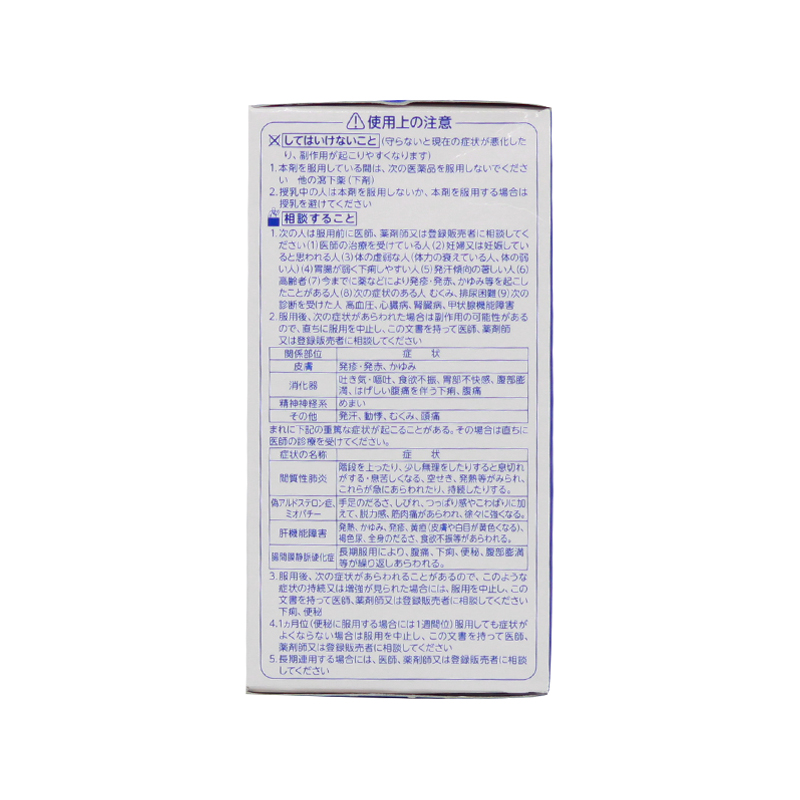 使用上の注意
してはいけないこと (守らないと現在の症状が悪化した
り、副作用が起こりやすくなります)
1.本剤を服用している間は、次の医薬品を服用しないでくださ
い 他の瀉下薬(下剤)
2.授乳中の人は本剤を服用しないか、本剤を服用する場合は
授乳を避けてください
相談すること
1.次の人は服用前に医師、薬剤師又は登録販売者に相談してく
ださい(1)医師の治療を受けている人(2)妊婦又は妊娠してい
ると思われる人(3)体の虚弱な人(体力の衰えている人、体の弱
い人)(4)胃腸が弱く下痢しやすい人(5)発汗傾向の著しい人(6)
高齢者(7)今までに薬などにより発疹・発赤、かゆみ等を起こし
たことがある人(8)次の症状のある人 むくみ、排尿困難(9)次の
診断を受けた人 高血圧、心臓病、腎臓病、甲状腺機能障害
2.服用後、次の症状があらわれた場合は副作用の可能性がある
ので、直ちに服用を中止し、この文書を持って医師、薬剤師
又は登録販売者に相談してください
関係部位 症状
皮膚 発疹・発赤、かゆみ
消化器 吐き気・嘔吐、食欲不振、胃部不快感、腹部膨
満、はげしい腹痛を伴う下痢、腹痛
精神神経系 めまい
その他 発汗、動悸、むくみ、頭痛
まれに下記の重篤な症状が起こることがある。その場合は直ちに
医師の診療を受けてください。
症状の名称 症状
間質性肺炎 階段を上ったり、少し無理をしたりすると息切れ
がする・息苦しくなる、空せき、発熱等がみられ、
これらが急にあらわれたり、持続したりする。
偽アルドステロン症、
ミオパチー 手足のだるさ、しびれ、つっぱり感やこわばりに加
えて、脱力感、筋肉痛があらわれ、徐々に強くなる。
肝機能障害 発熱、かゆみ、発疹、黄疸(皮膚や白目が黄色くなる)、
褐色尿、全身のだるさ、食欲不振等があらわれる。
腸間膜静脈硬化症 長期服用により、腹痛、下痢、便秘、腹部膨満
等が繰り返しあらわれる。
3.服用後、次の症状があらわれることがあるので、このような
症状の持続又は増強が見られた場合には、服用を中止し、この
文書を持って医師、薬剤師又は登録販売者に相談してください
下痢、便秘
4.1ヵ月位(便秘に服用する場合には1週間位)服用しても症状が
よくならない場合は服用を中止し、この文書を持って医師、
薬剤師又は登録販売者に相談してください
5.長期連用する場合には、医師、薬剤師又は登録販売者に相談
してください